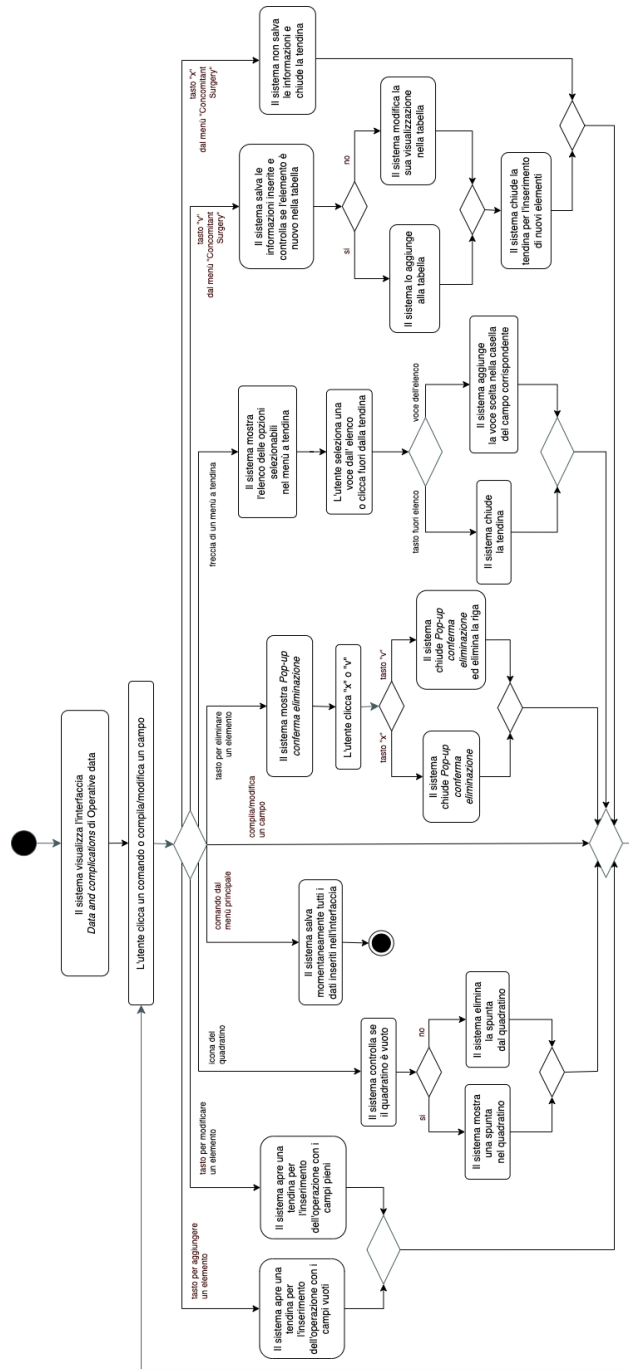 Il sistema visualizza l'interfaccia
Data and complications di Operative data
L'utente clicca un comando o compila/modifica un campo
tasto per aggiungere
un elemento
Il sistema apre una
tendina per
l'inserimento
dell'operazione con i
campi vuoti
tasto per modificare
un elemento
Il sistema apre una
tendina per
l'inserimento
dell'operazione con i
campi pieni
icona del
quadratino
Il sistema controlla se
il quadratino è vuoto
si
no
Il sistema mostra
una spunta
nel quadratino
Il sistema elimina
la spunta
dal quadratino
comando dal
menù principale
Il sistema salva
momentaneamente tutti i
dati inseriti nell'interfaccia
compila/modifica
un campo
tasto per eliminare
un elemento
Il sistema mostra Pop-up
conferma eliminazione
L'utente clicca "x" o "v"
tasto "x"
tasto "v"
Il sistema
chiude Pop-up
conferma
eliminazione
Il sistema
chiude Pop-up
conferma
eliminazione
ed elimina la riga
freccia di un menù a tendina
Il sistema mostra
l'elenco delle opzioni
selezionabili
nel menù a tendina
L'utente seleziona una
voce dall' elenco
o clicca fuori dalla tendina
tasto fuori elenco
voce dell'elenco
Il sistema chiude
la tendina
Il sistema aggiunge
la voce scelta nella casella
del campo corrispondente
tasto "v"
dal menù "Concomitant
Surgery"
Il sistema salva le
informazioni inserite e
controlla se l'elemento è
nuovo nella tabella
si
no
Il sistema lo aggiunge
alla tabella
Il sistema modifica la
sua visualizzazione
nella tabella
Il sistema chiude la
tendina per l'inserimento
di nuovi elementi
tasto "x"
dal menù "Concomitant
Surgery"
Il sistema non salva
le informazioni e
chiude la tendina